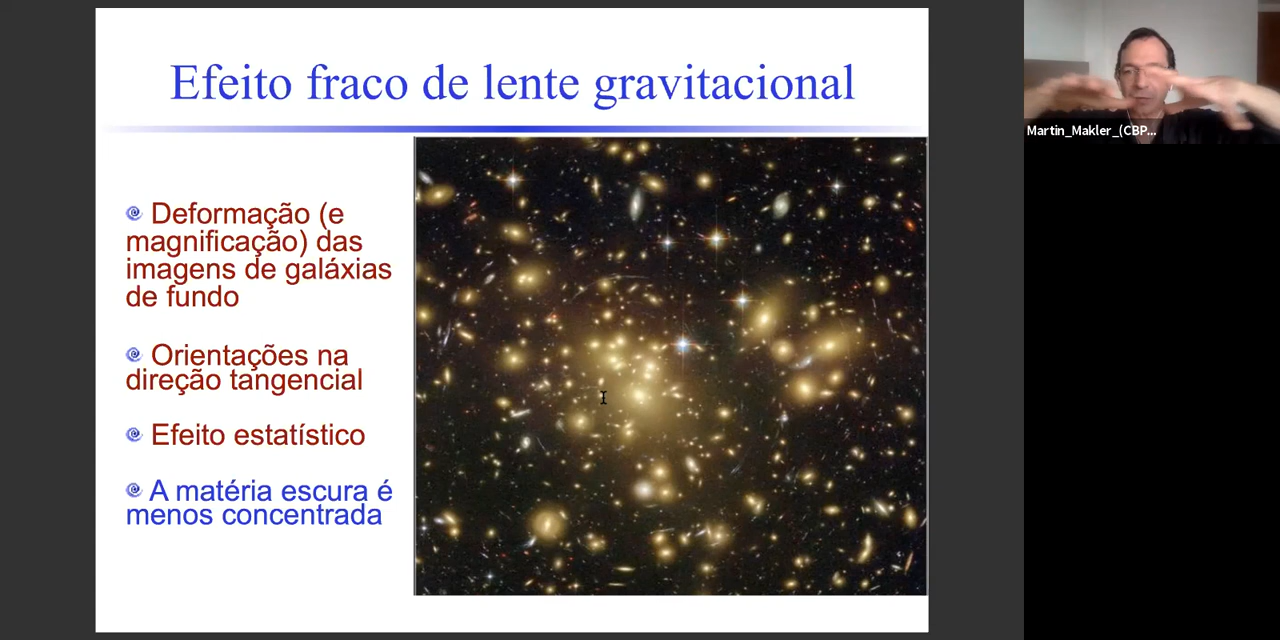 Efeito fraco de lente gravitacional
Deformação (e
magnificação) das
imagens de galáxias
de fundo
Orientações na
direção tangencial
Efeito estatístico
A matéria escura é
menos concentrada
Martin_Makler_(CBP...